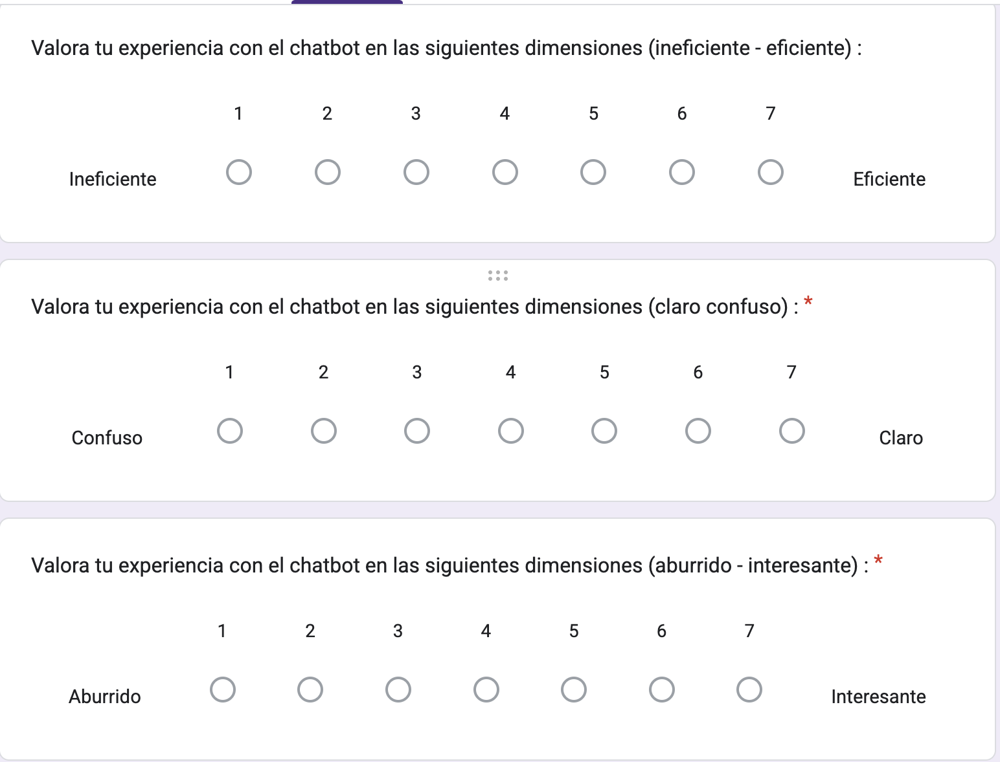 Valora tu experiencia con el chatbot en las siguientes dimensiones (ineficiente - eficiente) :
1 2 3 4 5 6 7
Ineficiente Eficiente
Valora tu experiencia con el chatbot en las siguientes dimensiones (claro confuso) : *
1 2 3 4 5 6 7
Confuso Claro
Valora tu experiencia con el chatbot en las siguientes dimensiones (aburrido - interesante) : *
1 2 3 4 5 6 7
Aburrido Interesante